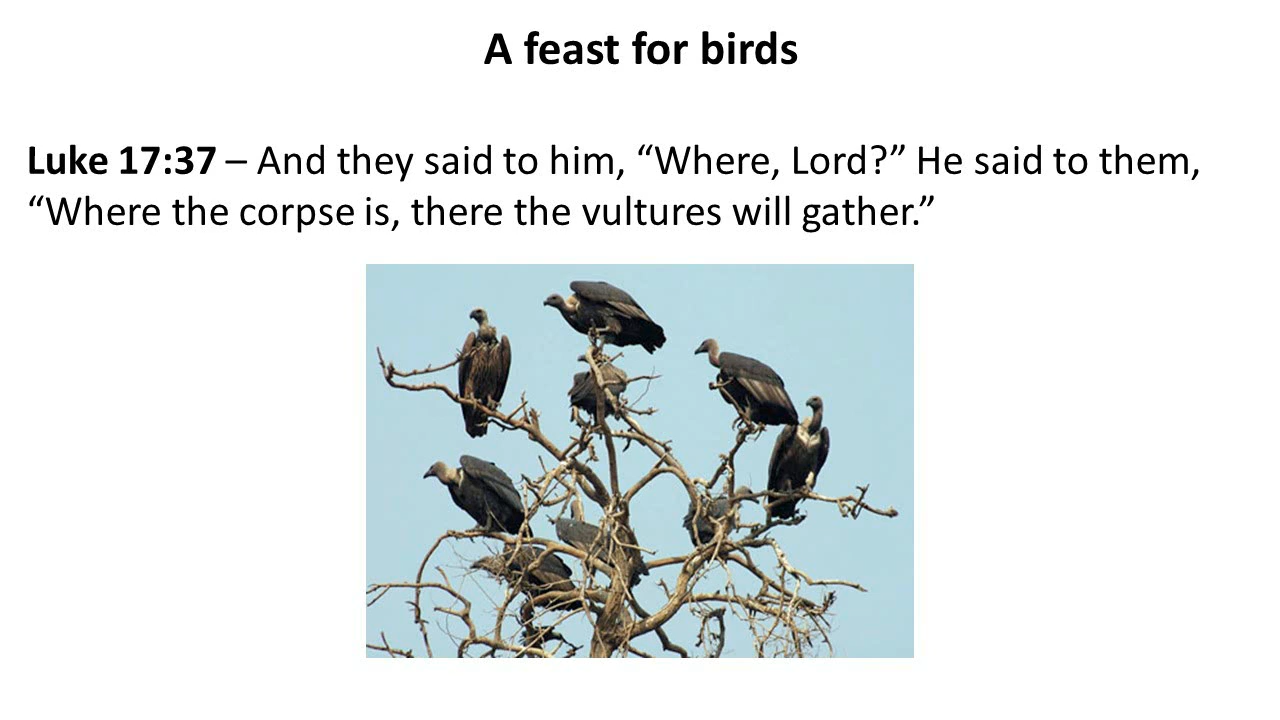 A feast for birds
Luke 17:37 – And they said to him, “Where, Lord?” He said to them,
“Where the corpse is, there the vultures will gather.”